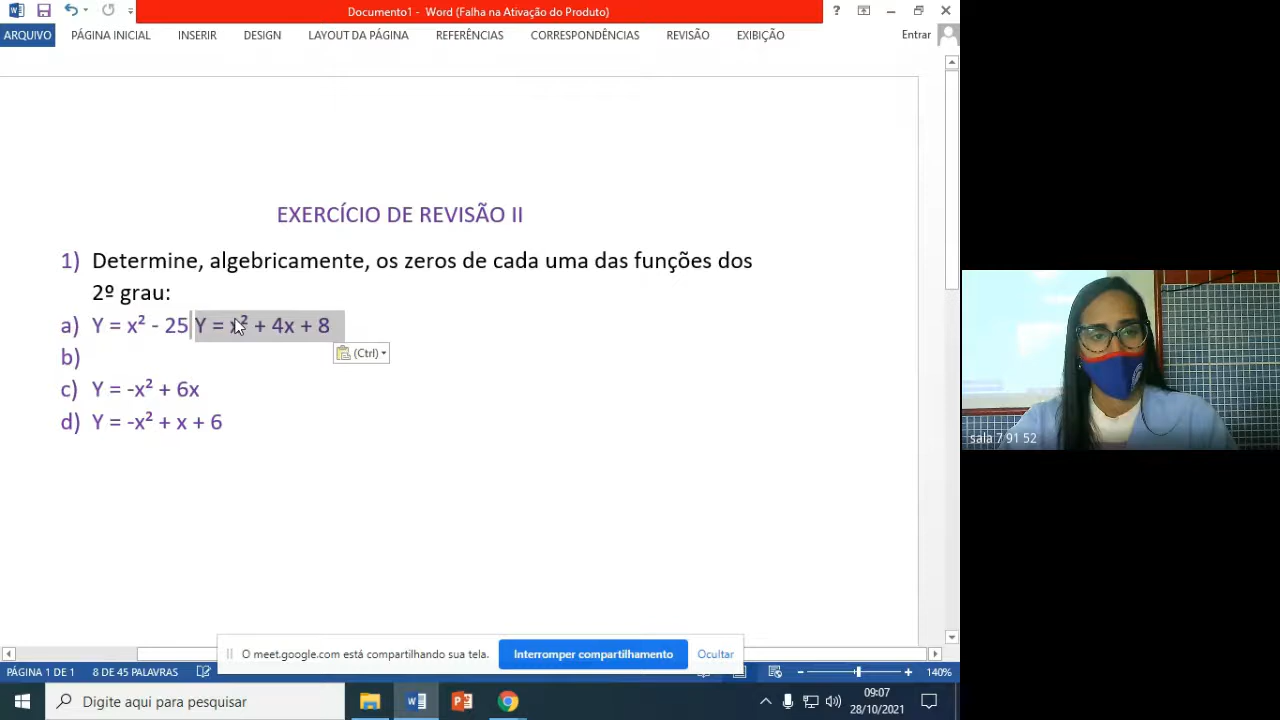 Documento1 - Word (Falha na Ativação do Produto)
ARQUIVO PÁGINA INICIAL INSERIR DESIGN LAYOUT DA PÁGINA REFERÊNCIAS CORRESPONDÊNCIAS REVISÃO EXIBIÇÃO Entrar
EXERCÍCIO DE REVISÃO II
1) Determine, algebricamente, os zeros de cada uma das funções dos
2º grau:
a) Y = x² - 25 Y = x² + 4x + 8
(Ctrl)
b)
c) Y = -x² + 6x
d) Y = -x² + x + 6
sala 7 91 52
O meet.google.com está compartilhando sua tela. Interromper compartilhamento Ocultar
PÁGINA 1 DE 1 8 DE 45 PALAVRAS 140%
Digite aqui para pesquisar
09:07
28/10/2021